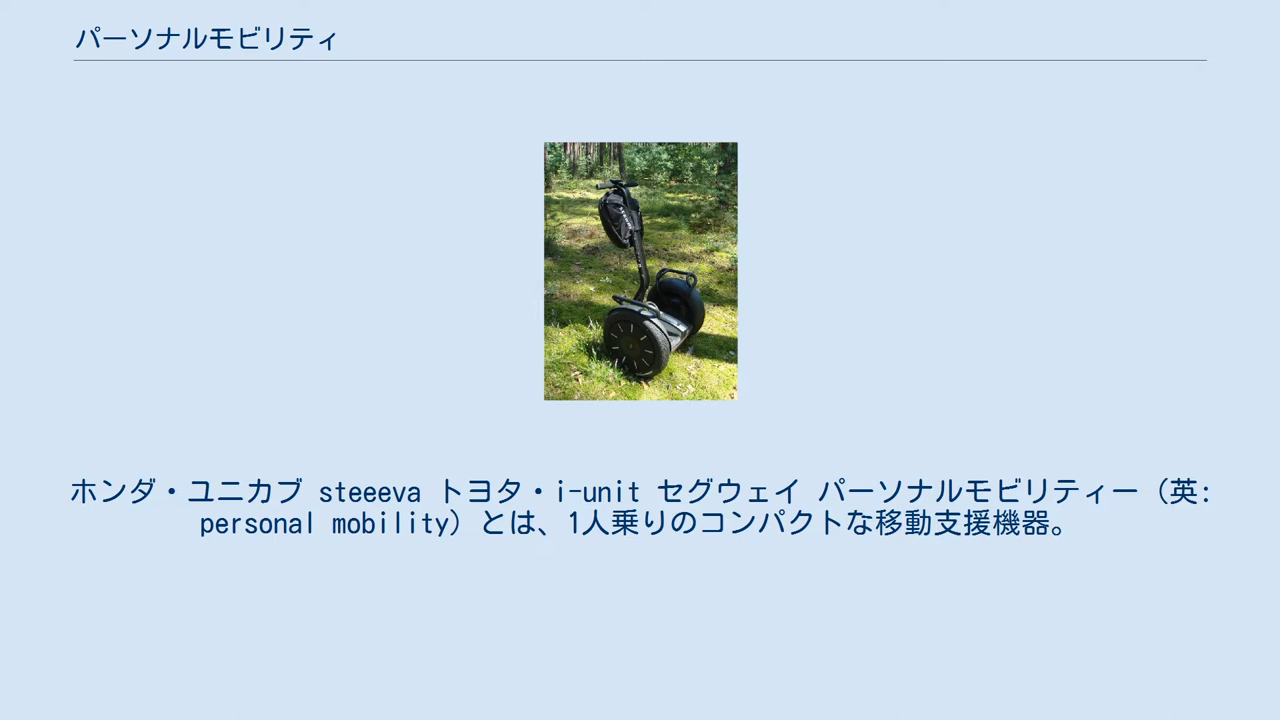 パーソナルモビリティ
ホンダ・ユニカブ steeeva トヨタ・i-unit セグウェイ パーソナルモビリティー（英:
personal mobility）とは、1人乗りのコンパクトな移動支援機器。